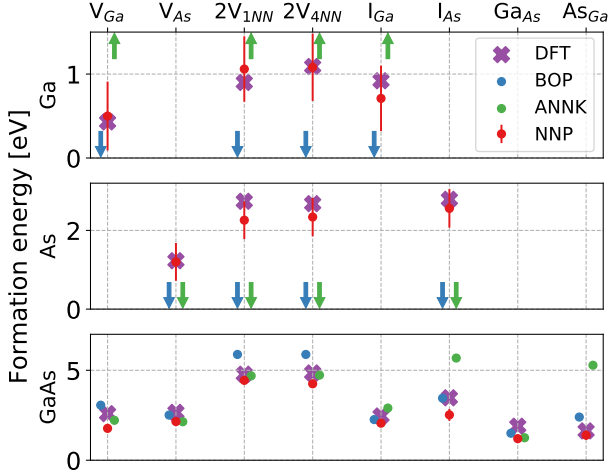 V_Ga V_As 2V_1NN 2V_4NN I_Ga I_As Ga_As As_Ga
Formation energy [eV]
Ga
1
0
DFT
BOP
ANNK
NNP
As
2
0
GaAs
5
0